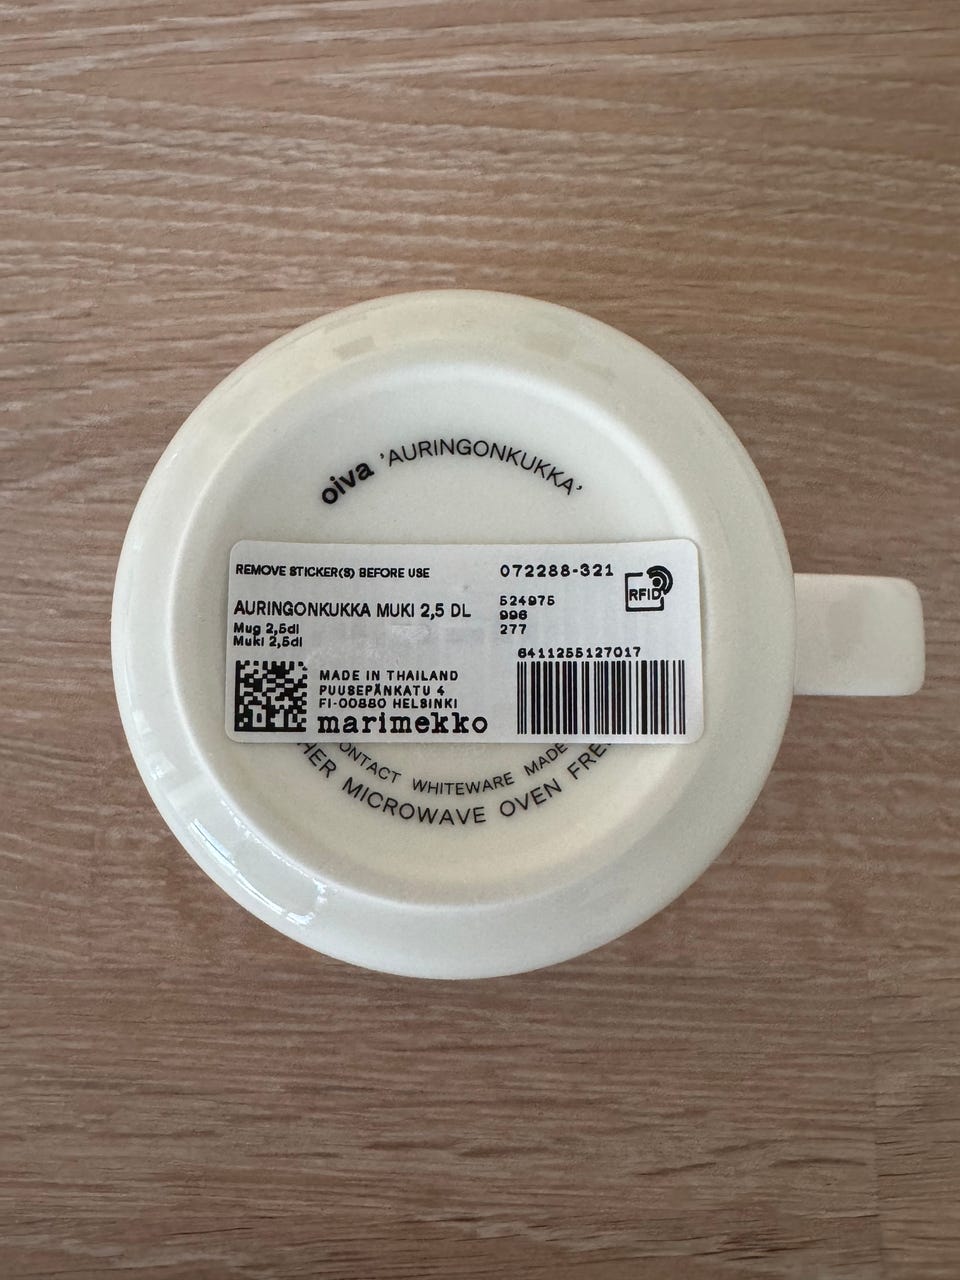 oiva 'AURINGONKUKKA'
REMOVE STICKER(S) BEFORE USE
072288-321
RFID
AURINGONKUKKA MUKI 2,5 DL
524975
996
277
Mug 2,5dl
Muki 2,5dl
6411255127017
MADE IN THAILAND
PUUSEPÄNKATU 4
FI-00880 HELSINKI
marimekko
ONTACT WHITEWARE MADE
HER MICROWAVE OVEN FRE